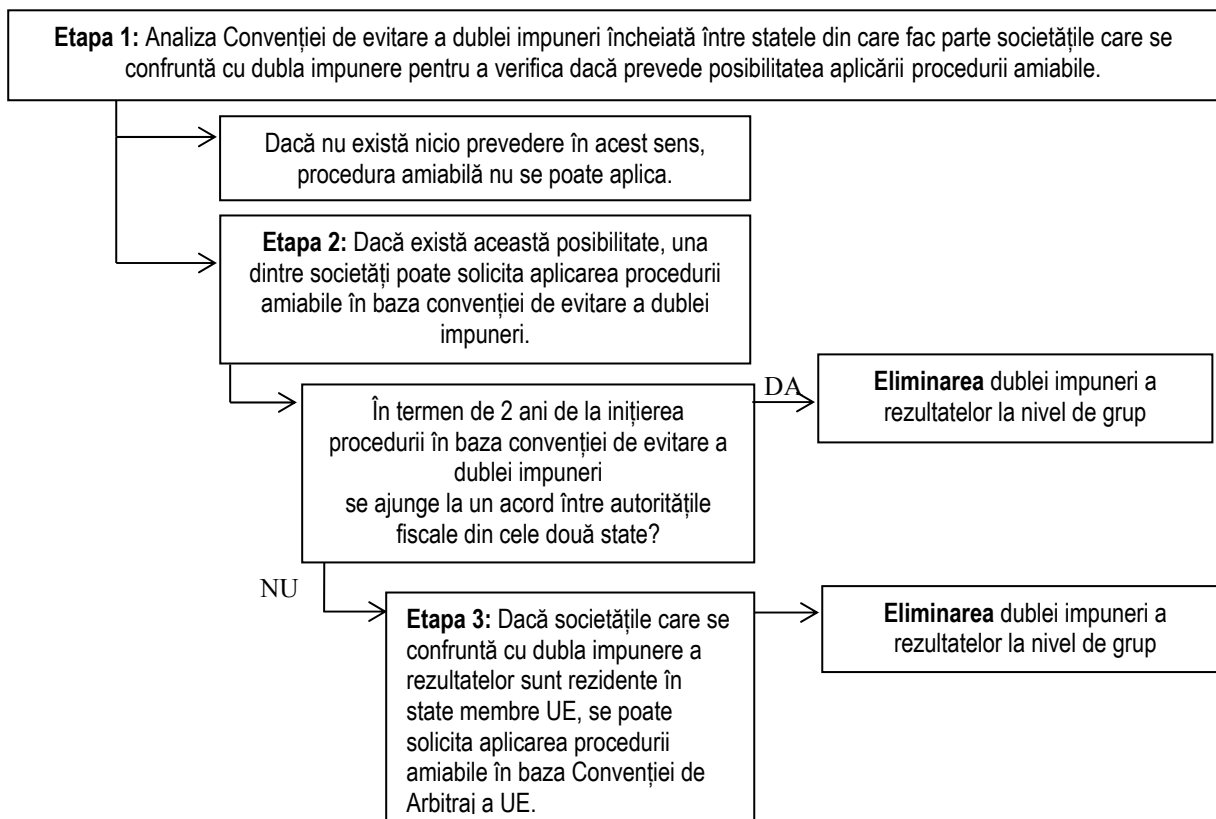 Etapa 1: Analiza Convenției de evitare a dublei impuneri încheiată între statele din care fac parte societățile care se
confruntă cu dubla impunere pentru a verifica dacă prevede posibilitatea aplicării procedurii amiabile.
Dacă nu există nicio prevedere în acest sens,
procedura amiabilă nu se poate aplica.
Etapa 2: Dacă există această posibilitate, una
dintre societăți poate solicita aplicarea procedurii
amiabile în baza convenției de evitare a dublei
impuneri.
În termen de 2 ani de la inițierea
procedurii în baza convenției de evitare a
dublei impuneri
se ajunge la un acord între autoritățile
fiscale din cele două state?
DA
Eliminarea dublei impuneri a
rezultatelor la nivel de grup
NU
Etapa 3: Dacă societățile care se
confruntă cu dubla impunere a
rezultatelor sunt rezidente în
state membre UE, se poate
solicita aplicarea procedurii
amiabile în baza Convenției de
Arbitraj a UE.
Eliminarea dublei impuneri a
rezultatelor la nivel de grup